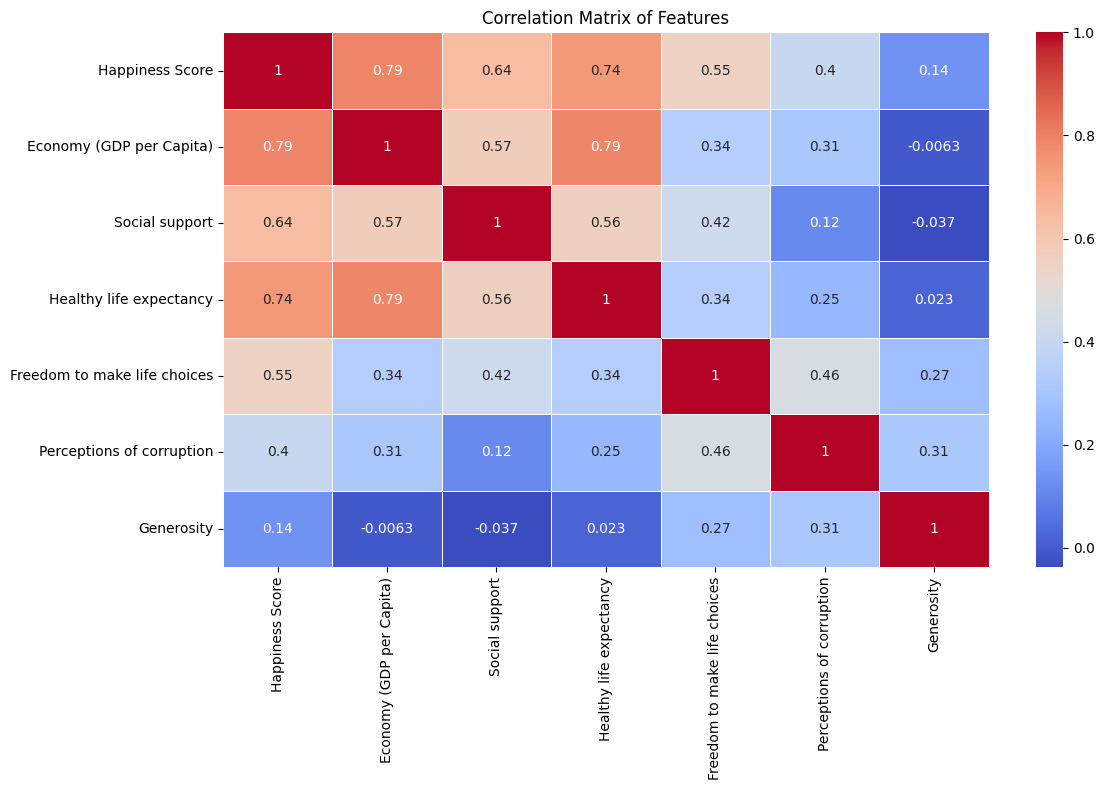 Correlation Matrix of Features
Happiness Score 1 0.79 0.64 0.74 0.55 0.4 0.14
Economy (GDP per Capita) 0.79 1 0.57 0.79 0.34 0.31 -0.0063
Social support 0.64 0.57 1 0.56 0.42 0.12 -0.037
Healthy life expectancy 0.74 0.79 0.56 1 0.34 0.25 0.023
Freedom to make life choices 0.55 0.34 0.42 0.34 1 0.46 0.27
Perceptions of corruption 0.4 0.31 0.12 0.25 0.46 1 0.31
Generosity 0.14 -0.0063 -0.037 0.023 0.27 0.31 1
Happiness Score
Economy (GDP per Capita)
Social support
Healthy life expectancy
Freedom to make life choices
Perceptions of corruption
Generosity
1.0
0.8
0.6
0.4
0.2
0.0